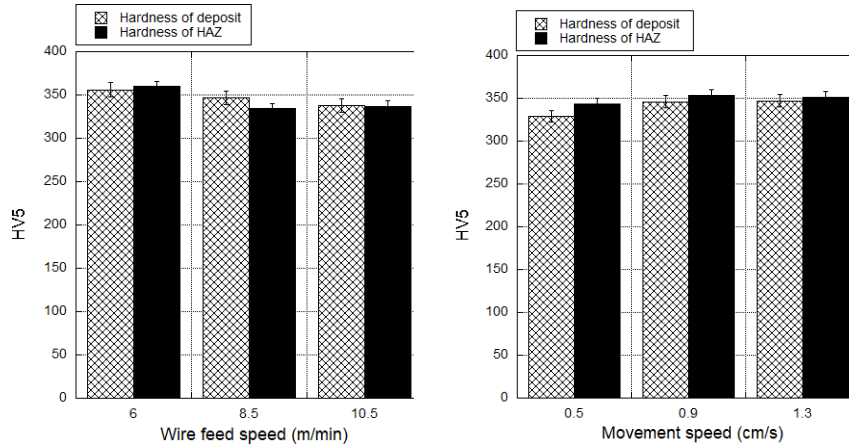 Hardness of deposit
Hardness of HAZ
400
350
300
250
200
150
100
50
0
HV5
6 8.5 10.5
Wire feed speed (m/min)
Hardness of deposit
Hardness of HAZ
400
350
300
250
200
150
100
50
0
HV5
0.5 0.9 1.3
Movement speed (cm/s)